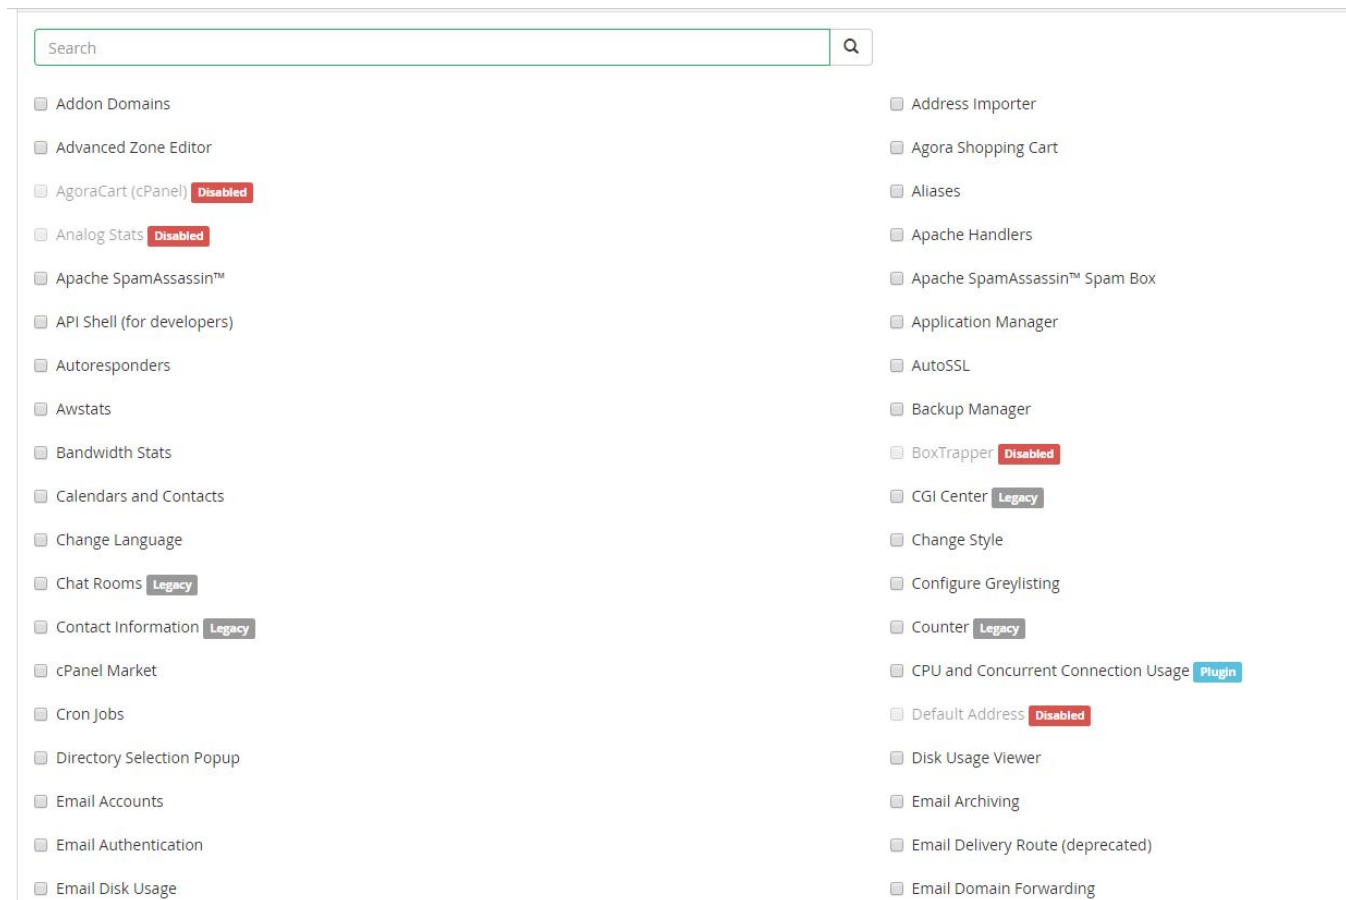 Search
Addon Domains
Address Importer
Advanced Zone Editor
Agora Shopping Cart
AgoraCart (cPanel) Disabled
Aliases
Analog Stats Disabled
Apache Handlers
Apache SpamAssassin™
Apache SpamAssassin™ Spam Box
API Shell (for developers)
Application Manager
Autoresponders
AutoSSL
Awstats
Backup Manager
Bandwidth Stats
BoxTrapper Disabled
Calendars and Contacts
CGI Center Legacy
Change Language
Change Style
Chat Rooms Legacy
Configure Greylisting
Contact Information Legacy
Counter Legacy
cPanel Market
CPU and Concurrent Connection Usage Plugin
Cron Jobs
Default Address Disabled
Directory Selection Popup
Disk Usage Viewer
Email Accounts
Email Archiving
Email Authentication
Email Delivery Route (deprecated)
Email Disk Usage
Email Domain Forwarding